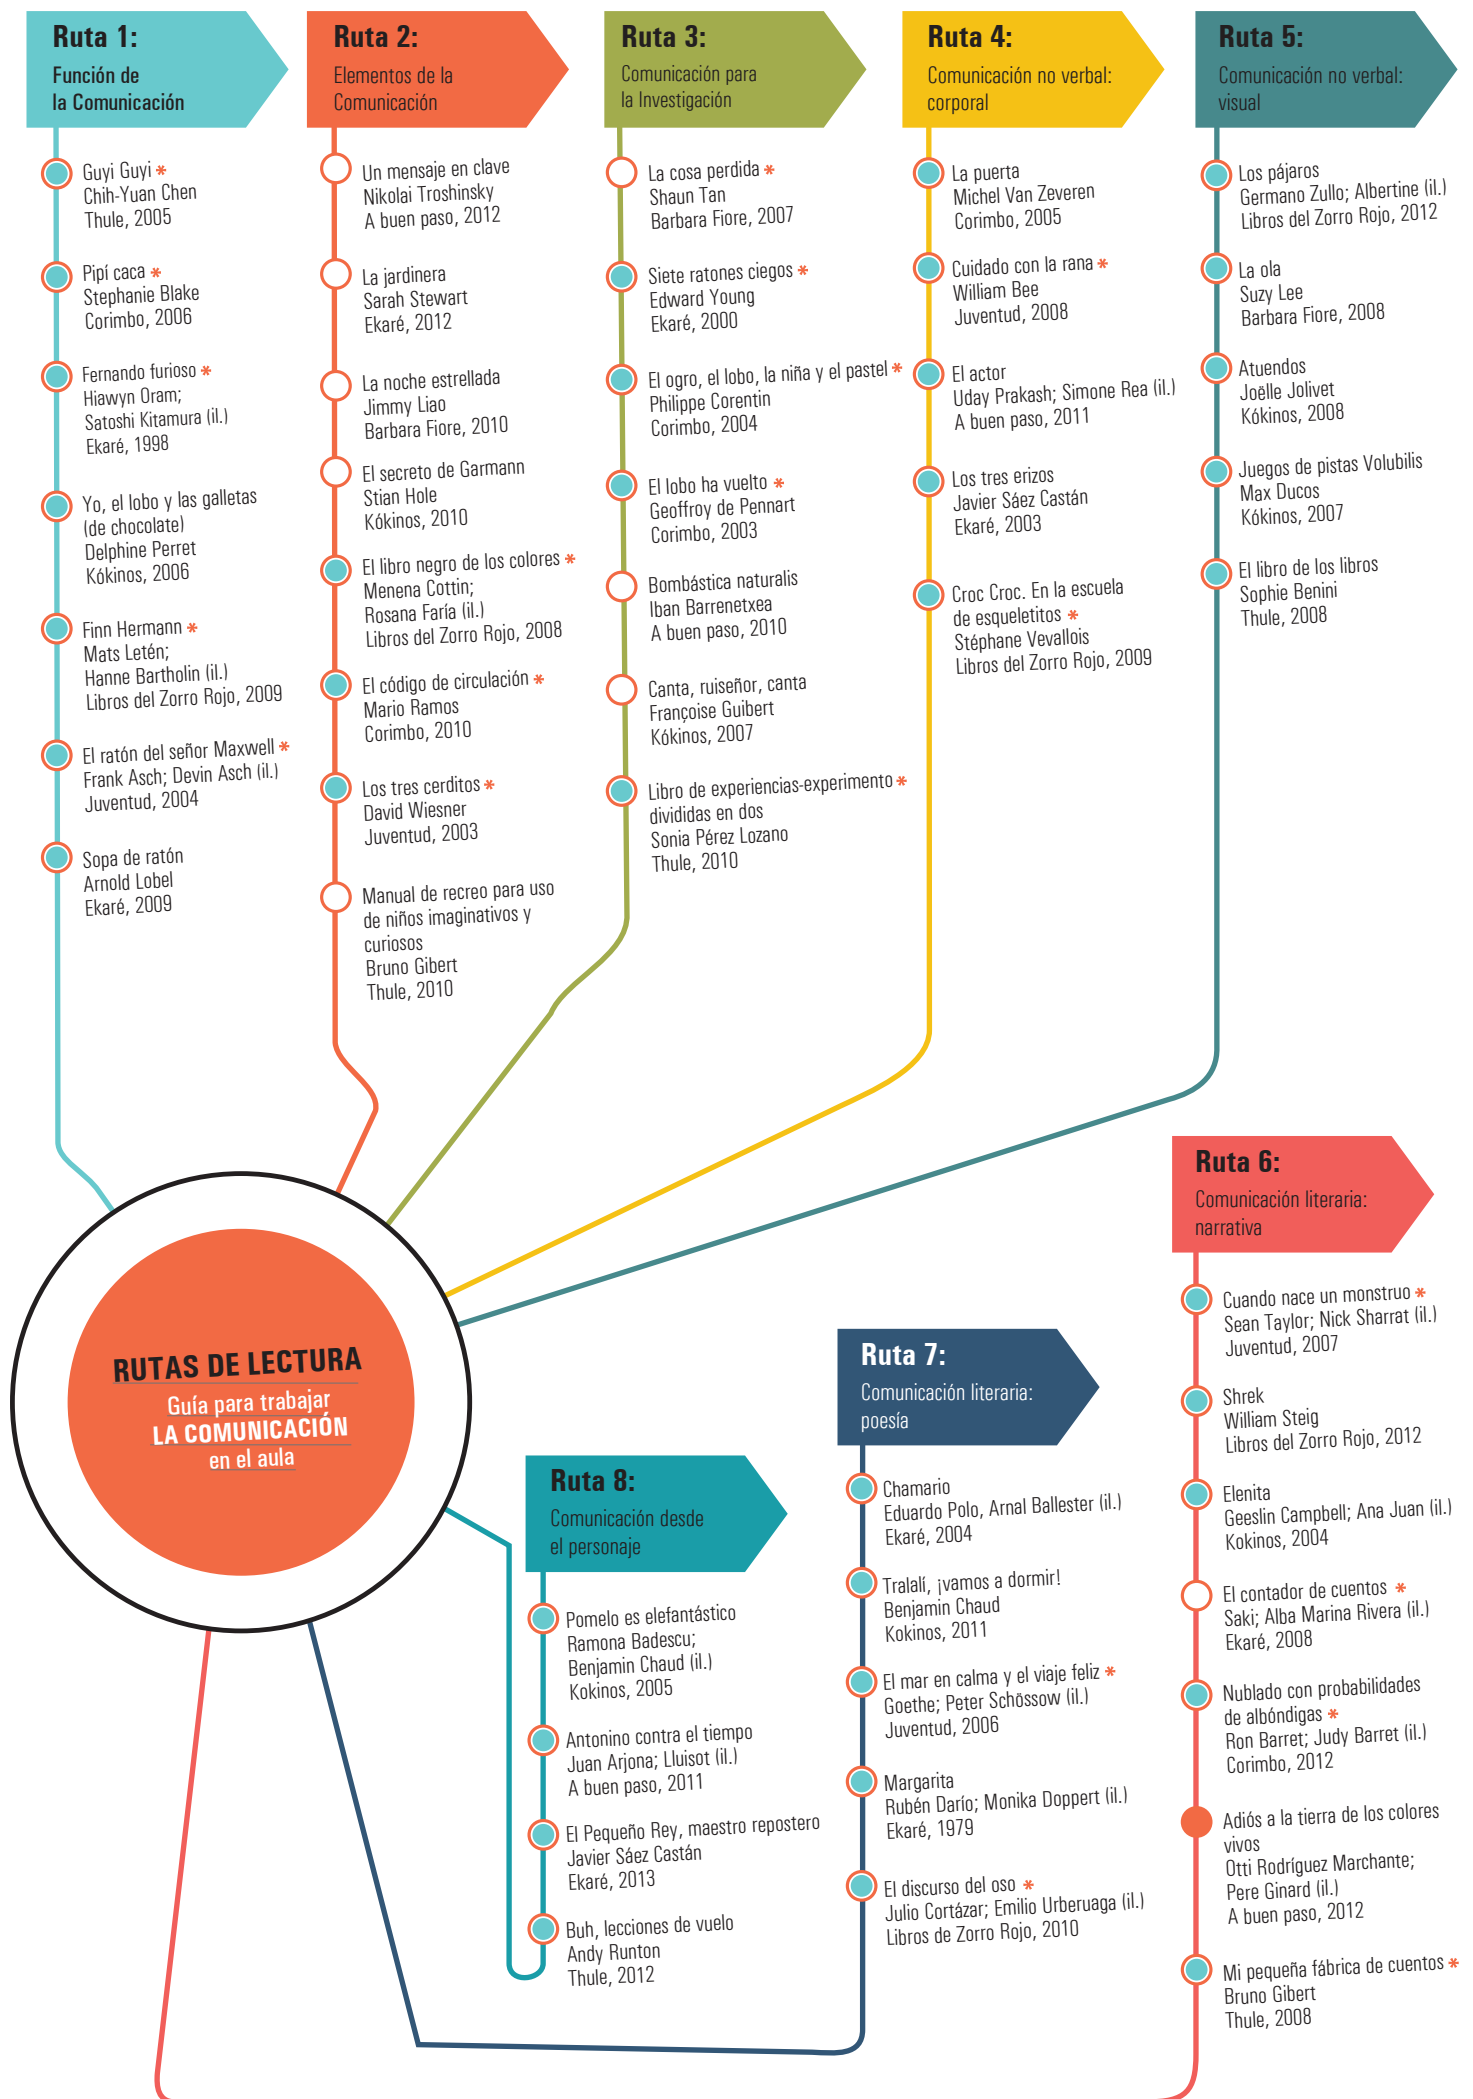 Ruta 1:
Función de
la Comunicación
Guyi Guyi *
Chih-Yuan Chen
Thule, 2005
Pipí caca *
Stephanie Blake
Corimbo, 2006
Fernando furioso *
Hiawyn Oram;
Satoshi Kitamura (il.)
Ekaré, 1998
Yo, el lobo y las galletas
(de chocolate)
Delphine Perret
Kókinos, 2006
Finn Hermann *
Mats Letén;
Hanne Bartholin (il.)
Libros del Zorro Rojo, 2009
El ratón del señor Maxwell *
Frank Asch; Devin Asch (il.)
Juventud, 2004
Sopa de ratón
Arnold Lobel
Ekaré, 2009
Ruta 2:
Elementos de la
Comunicación
Un mensaje en clave
Nikolai Troshinsky
A buen paso, 2012
La jardinera
Sarah Stewart
Ekaré, 2012
La noche estrellada
Jimmy Liao
Barbara Fiore, 2010
El secreto de Garmann
Stian Hole
Kókinos, 2010
El libro negro de los colores *
Menena Cottin;
Rosana Faría (il.)
Libros del Zorro Rojo, 2008
El código de circulación *
Mario Ramos
Corimbo, 2010
Los tres cerditos *
David Wiesner
Juventud, 2003
Manual de recreo para uso
de niños imaginativos y
curiosos
Bruno Gibert
Thule, 2010
Ruta 3:
Comunicación para
la Investigación
La cosa perdida *
Shaun Tan
Barbara Fiore, 2007
Siete ratones ciegos *
Edward Young
Ekaré, 2000
El ogro, el lobo, la niña y el pastel *
Philippe Corentin
Corimbo, 2004
El lobo ha vuelto *
Geoffroy de Pennart
Corimbo, 2003
Bombástica naturalis
Iban Barrenetxea
A buen paso, 2010
Canta, ruiseñor, canta
Françoise Guibert
Kókinos, 2007
Libro de experiencias-experimento *
divididas en dos
Sonia Pérez Lozano
Thule, 2010
Ruta 4:
Comunicación no verbal:
corporal
La puerta
Michel Van Zeveren
Corimbo, 2005
Cuidado con la rana *
William Bee
Juventud, 2008
El actor
Uday Prakash; Simone Rea (il.)
A buen paso, 2011
Los tres erizos
Javier Sáez Castán
Ekaré, 2003
Croc Croc. En la escuela
de esqueletitos *
Stéphane Vevallois
Libros del Zorro Rojo, 2009
Ruta 5:
Comunicación no verbal:
visual
Los pájaros
Germano Zullo; Albertine (il.)
Libros del Zorro Rojo, 2012
La ola
Suzy Lee
Barbara Fiore, 2008
Atuendos
Joëlle Jolivet
Kókinos, 2008
Juegos de pistas Volubilis
Max Ducos
Kókinos, 2007
El libro de los libros
Sophie Benini
Thule, 2008
RUTAS DE LECTURA
Guía para trabajar
LA COMUNICACIÓN
en el aula
Ruta 6:
Comunicación literaria:
narrativa
Cuando nace un monstruo *
Sean Taylor; Nick Sharrat (il.)
Juventud, 2007
Shrek
William Steig
Libros del Zorro Rojo, 2012
Elenita
Geeslin Campbell; Ana Juan (il.)
Kokinos, 2004
El contador de cuentos *
Saki; Alba Marina Rivera (il.)
Ekaré, 2008
Nublado con probabilidades
de albóndigas *
Ron Barret; Judy Barret (il.)
Corimbo, 2012
Adiós a la tierra de los colores
vivos
Otti Rodríguez Marchante;
Pere Ginard (il.)
A buen paso, 2012
Mi pequeña fábrica de cuentos *
Bruno Gibert
Thule, 2008
Ruta 7:
Comunicación literaria:
poesía
Chamario
Eduardo Polo, Arnal Ballester (il.)
Ekaré, 2004
Tralalí, ¡vamos a dormir!
Benjamin Chaud
Kokinos, 2011
El mar en calma y el viaje feliz *
Goethe; Peter Schössow (il.)
Juventud, 2006
Margarita
Rubén Darío; Monika Doppert (il.)
Ekaré, 1979
El discurso del oso *
Julio Cortázar; Emilio Urberuaga (il.)
Libros de Zorro Rojo, 2010
Ruta 8:
Comunicación desde
el personaje
Pomelo es elefantástico
Ramona Badescu;
Benjamin Chaud (il.)
Kokinos, 2005
Antonino contra el tiempo
Juan Arjona; Lluisot (il.)
A buen paso, 2011
El Pequeño Rey, maestro repostero
Javier Sáez Castán
Ekaré, 2013
Buh, lecciones de vuelo
Andy Runton
Thule, 2012